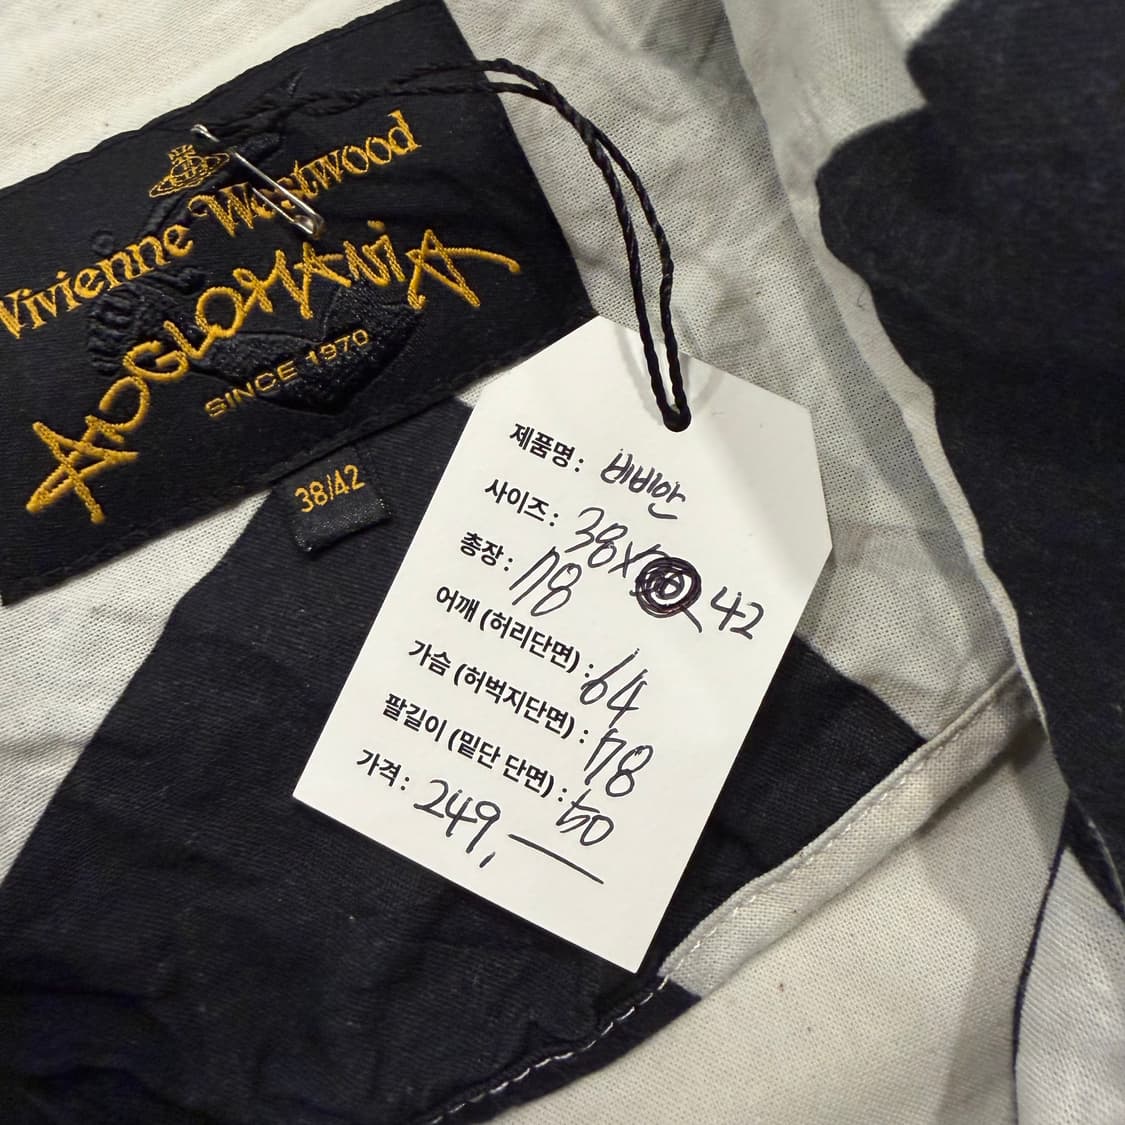 Vivienne Westwood
ANGLOMANIA
SINCE 1970
38/42
제품명 : 비비안
사이즈 : 38x 42
총장 : 78
어깨 (허리단면) : 64
가슴 (허벅지단면) : 78
팔길이 (밑단 단면) : 50
가격 : 249,—